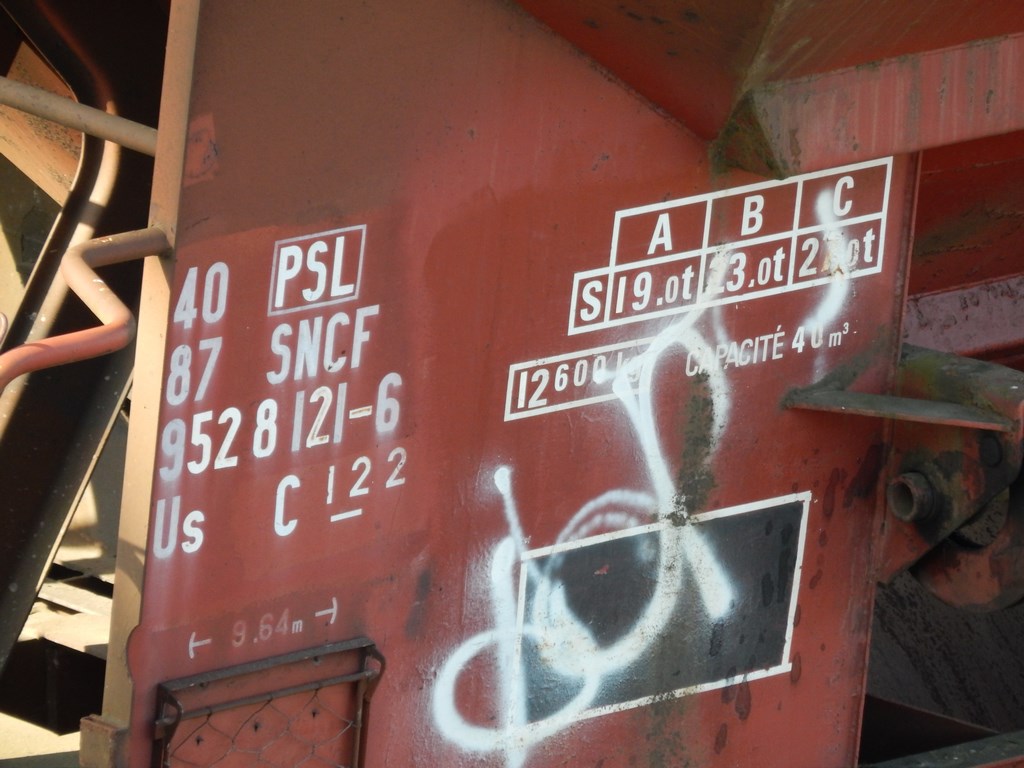 40 PSL
87 SNCF
952 8 121-6
Us C 122
← 9.64m →
A B C
S 19.0t 23.0t
12600
CAPACITÉ 40 m³